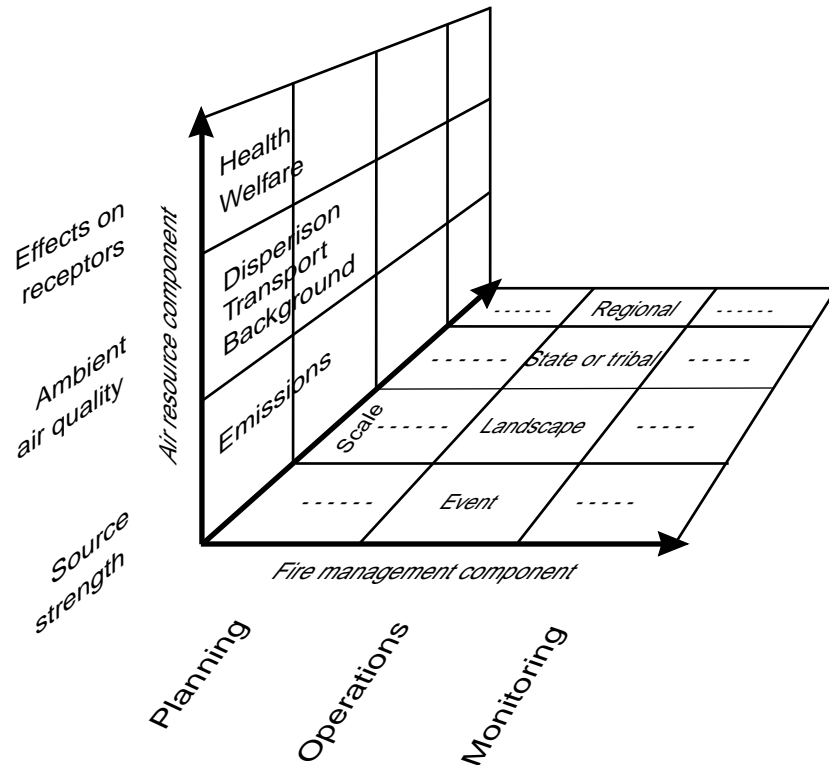 Health
Welfare
Effects on
receptors
Disperison
Transport
Background
Air resource component
Ambient
air quality
Emissions
Source
strength
Scale
------ Regional ------
------ State or tribal -----
------ Landscape -----
------ Event -----
Fire management component
Planning
Operations
Monitoring